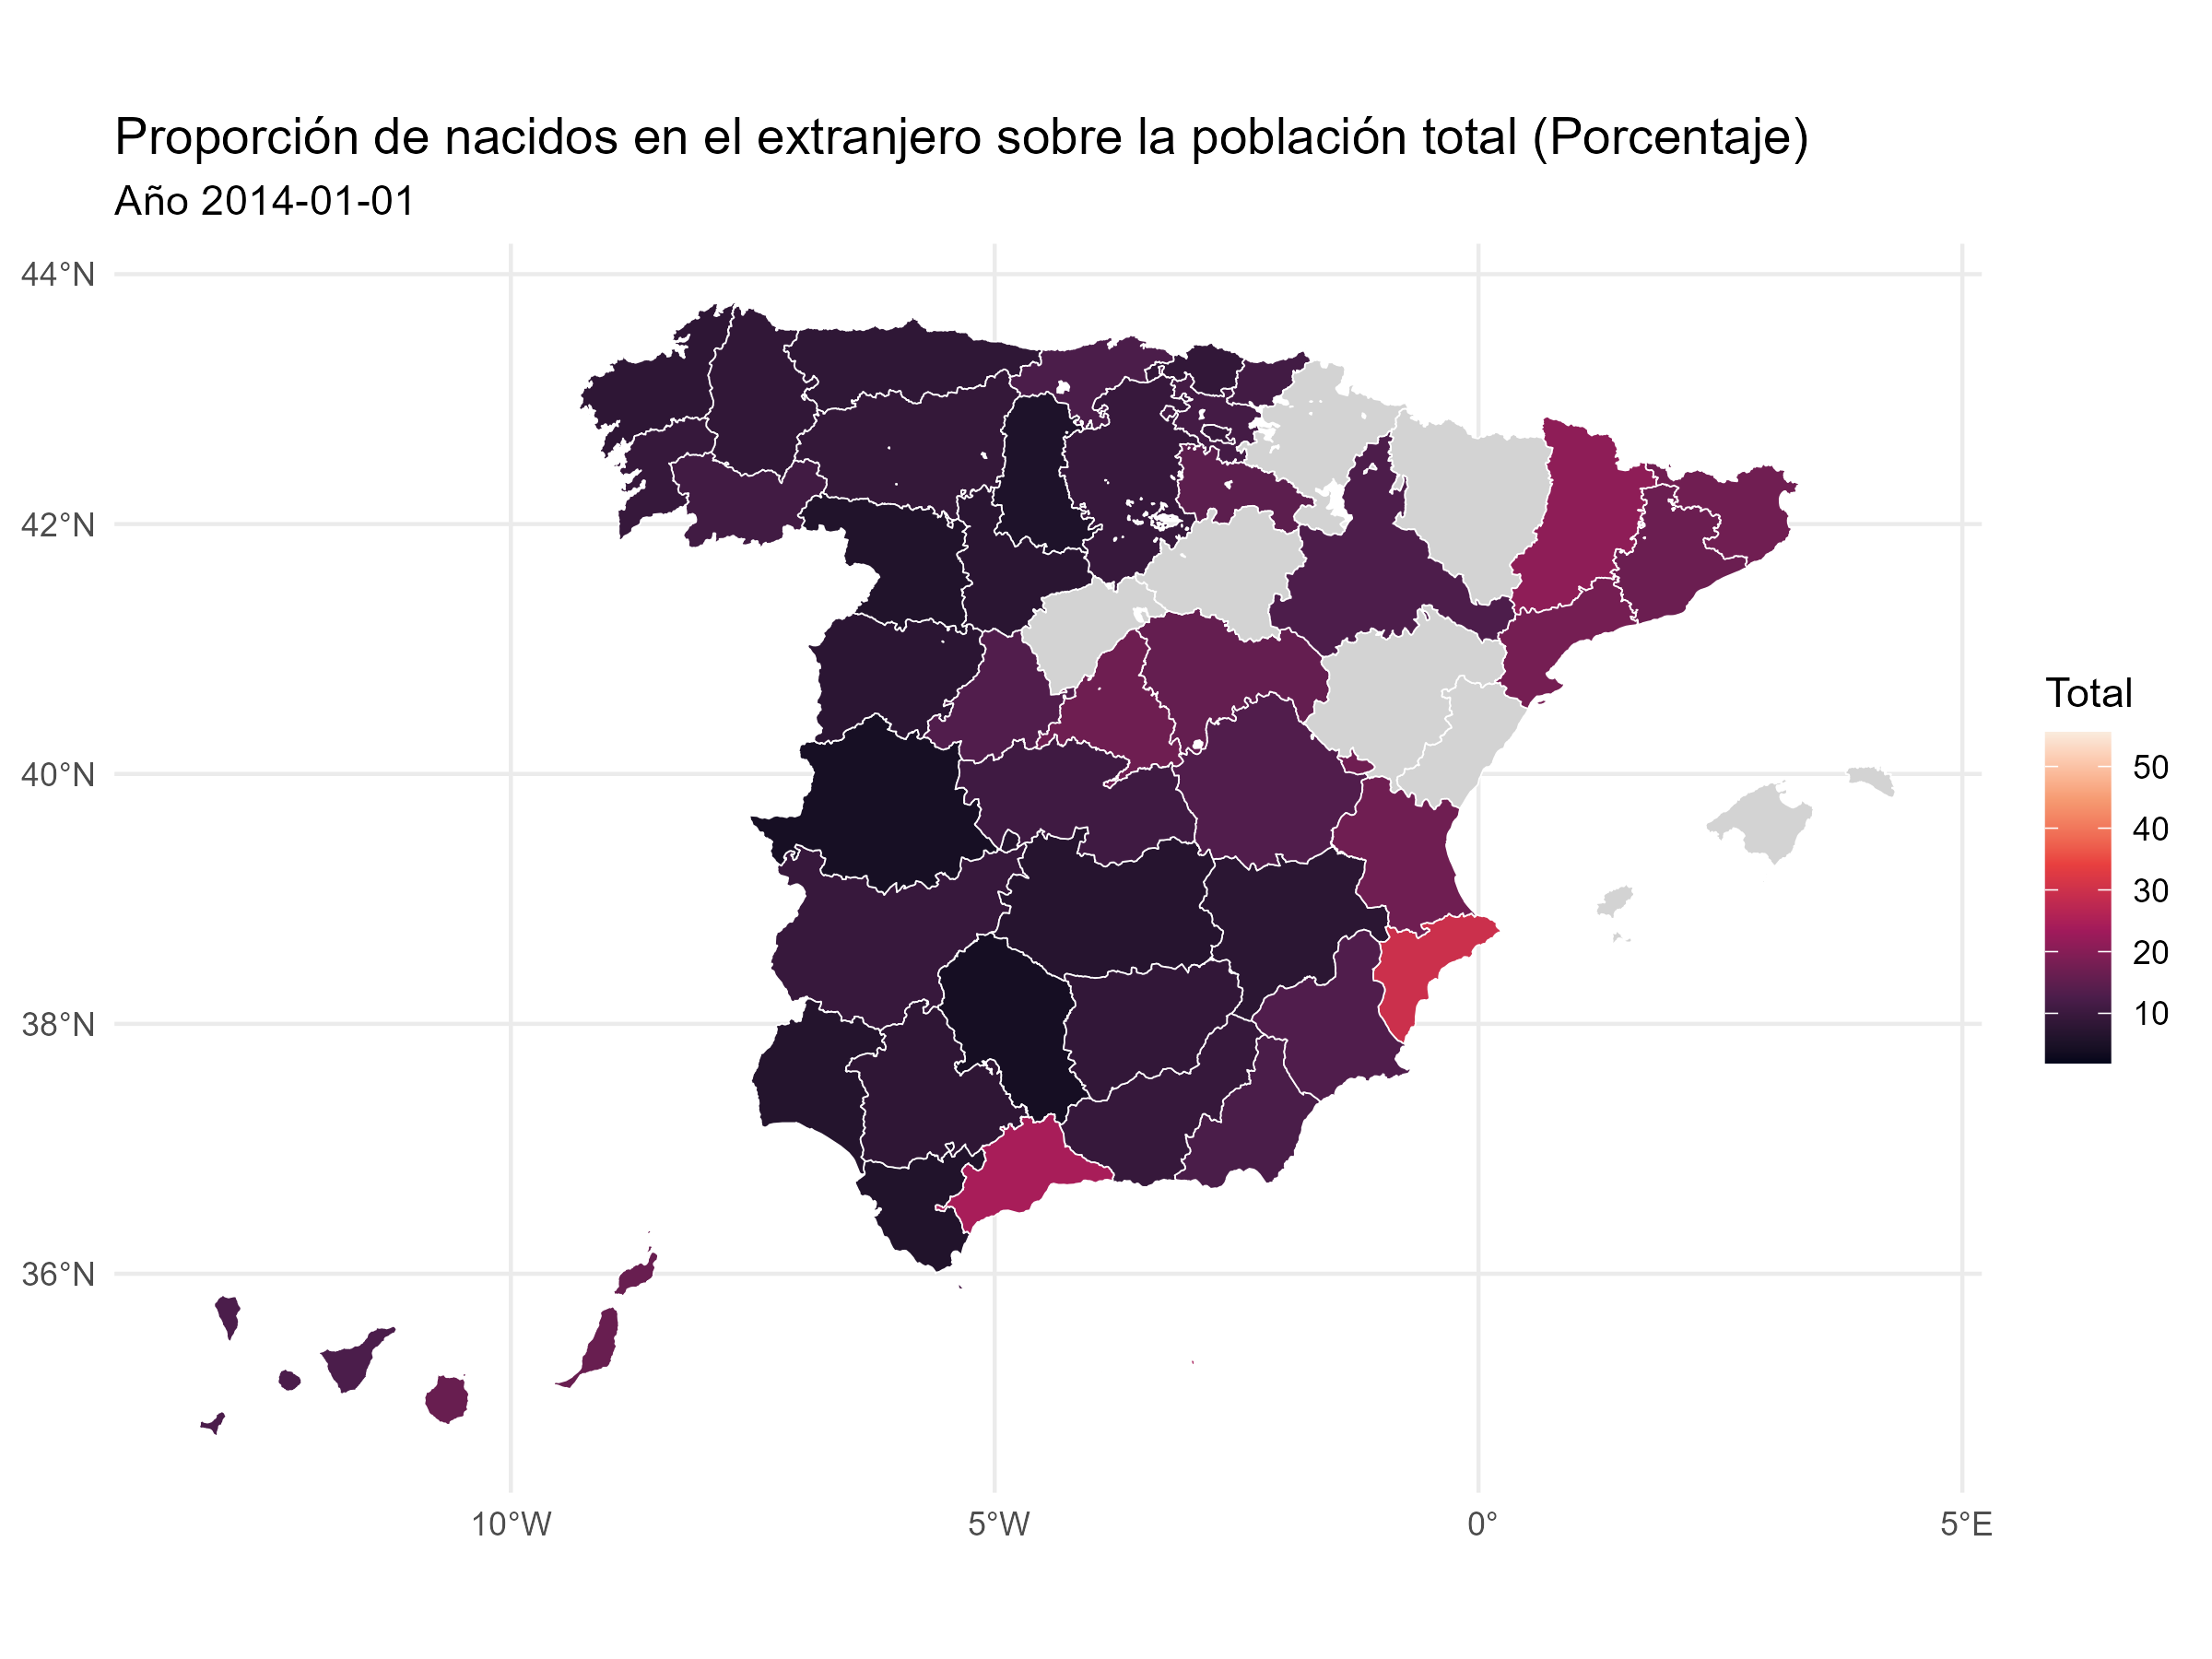 Proporción de nacidos en el extranjero sobre la población total (Porcentaje)
Año 2014-01-01
44°N
42°N
40°N
38°N
36°N
10°W
5°W
0°
5°E
Total
50
40
30
20
10